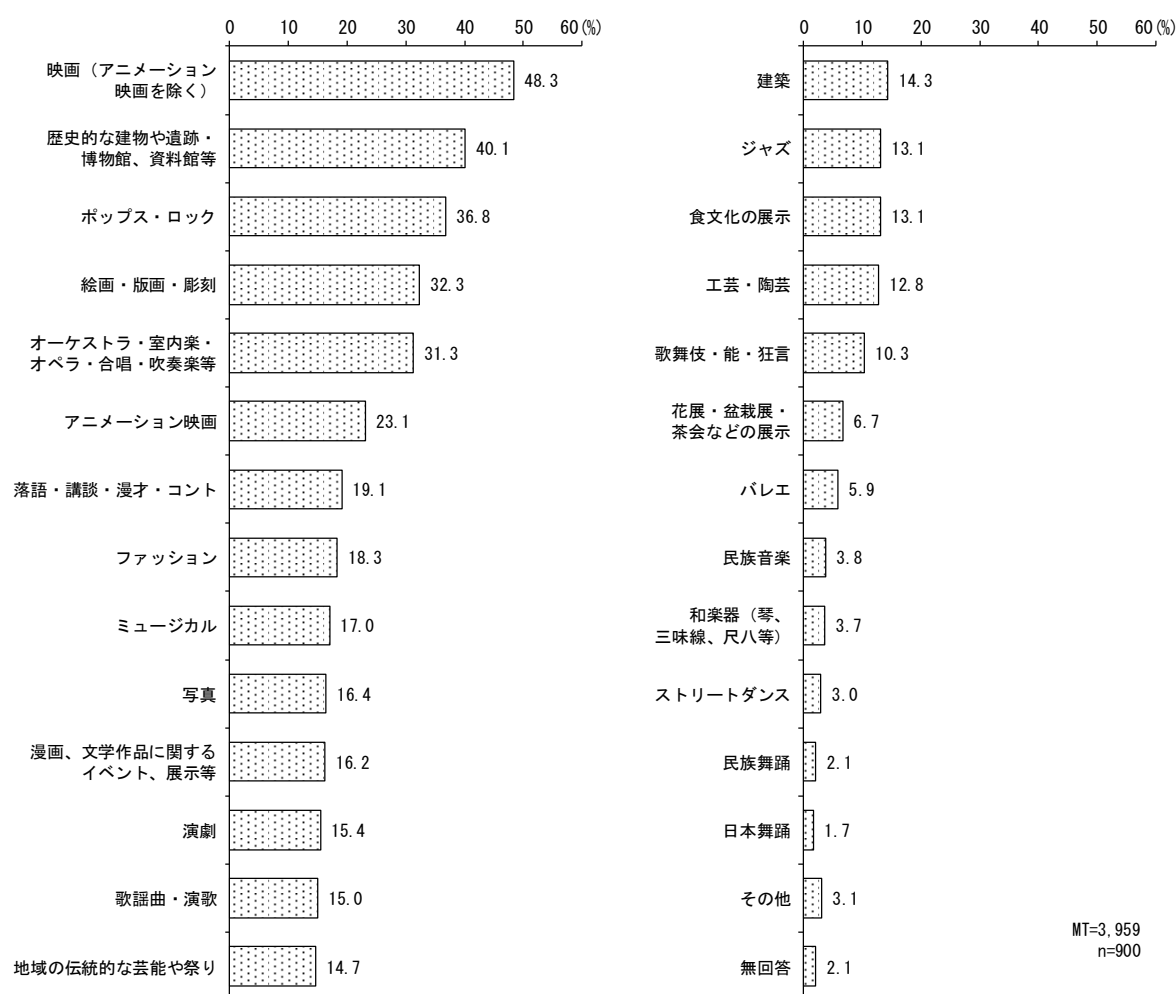 0 10 20 30 40 50 60 (%)
映画（アニメーション
映画を除く）
48.3
歴史的な建物や遺跡・
博物館、資料館等
40.1
ポップス・ロック
36.8
絵画・版画・彫刻
32.3
オーケストラ・室内楽・
オペラ・合唱・吹奏楽等
31.3
アニメーション映画
23.1
落語・講談・漫才・コント
19.1
ファッション
18.3
ミュージカル
17.0
写真
16.4
漫画、文学作品に関する
イベント、展示等
16.2
演劇
15.4
歌謡曲・演歌
15.0
地域の伝統的な芸能や祭り
14.7
0 10 20 30 40 50 60 (%)
建築
14.3
ジャズ
13.1
食文化の展示
13.1
工芸・陶芸
12.8
歌舞伎・能・狂言
10.3
花展・盆栽展・
茶会などの展示
6.7
バレエ
5.9
民族音楽
3.8
和楽器（琴、
三味線、尺八等）
3.7
ストリートダンス
3.0
民族舞踊
2.1
日本舞踊
1.7
その他
3.1
無回答
2.1
MT=3,959
n=900